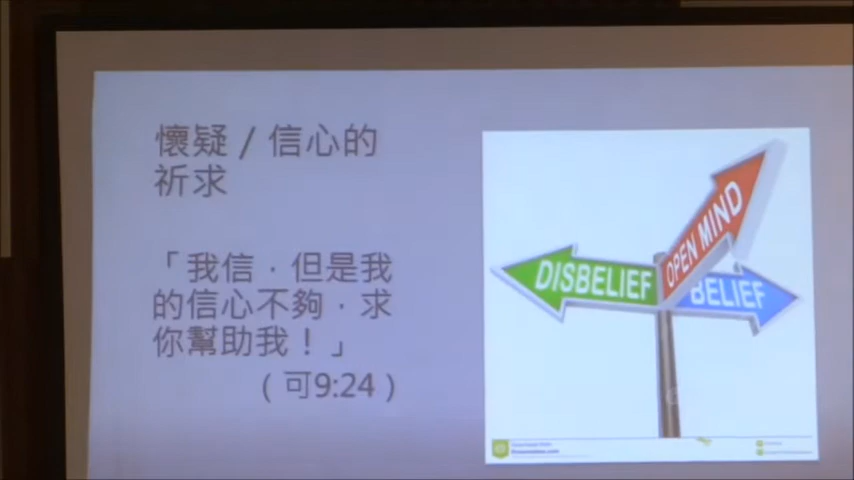 懷疑 / 信心的
祈求
「我信，但是我
的信心不夠，求
你幫助我！」
（可9:24）
OPEN MIND
DISBELIEF
BELIEF